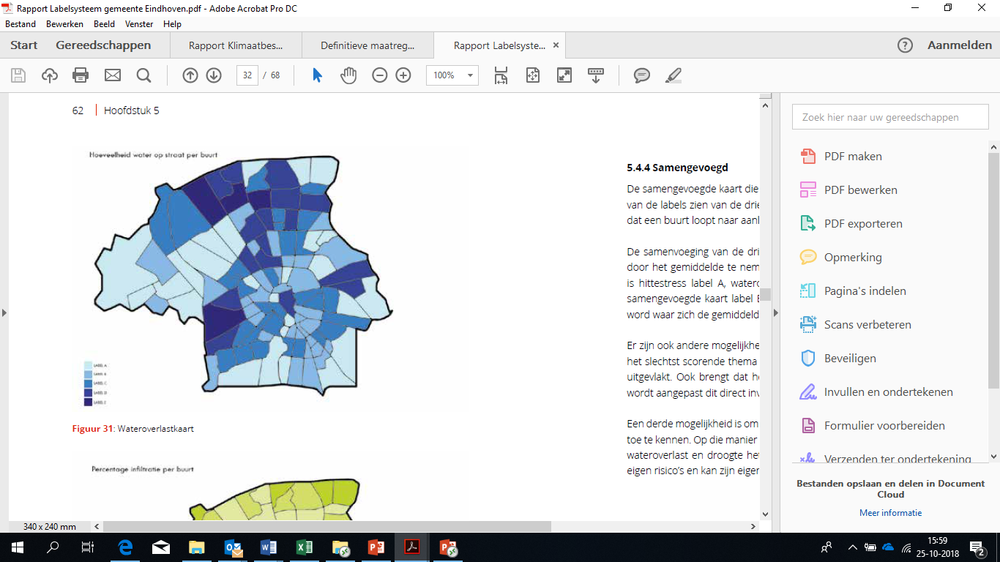 Rapport Labelsysteem gemeente Eindhoven.pdf - Adobe Acrobat Pro DC
Bestand Bewerken Beeld Venster Help
Start Gereedschappen Rapport Klimaatbes... Definitieve maatreg... Rapport Labelsyste... Aanmelden
32 / 68 100%
62 | Hoofdstuk 5
Hoeveelheid water op straat per buurt
LABEL A
LABEL B
LABEL C
LABEL D
LABEL E
Figuur 31: Wateroverlastkaart
Percentage infiltratie per buurt
5.4.4 Samengevoegd
De samengevoegde kaart die
van de labels zien van de drie
dat een buurt loopt naar aanl
De samenvoeging van de dri
door het gemiddelde te nem
is hittestress label A, watero
samengevoegde kaart label B
word waar zich de gemiddeld
Er zijn ook andere mogelijkhe
het slechtst scorende thema
uitgevlakt. Ook brengt dat he
wordt aangepast dit direct inv
Een derde mogelijkheid is om
toe te kennen. Op die manier
wateroverlast en droogte het
eigen risico's en kan zijn eiger
340 x 240 mm
Zoek hier naar uw gereedschappen
PDF maken
PDF bewerken
PDF exporteren
Opmerking
Pagina's indelen
Scans verbeteren
Beveiligen
Invullen en ondertekenen
Formulier voorbereiden
Verzenden ter ondertekening
Bestanden opslaan en delen in Document
Cloud
Meer informatie
15:59
25-10-2018
2